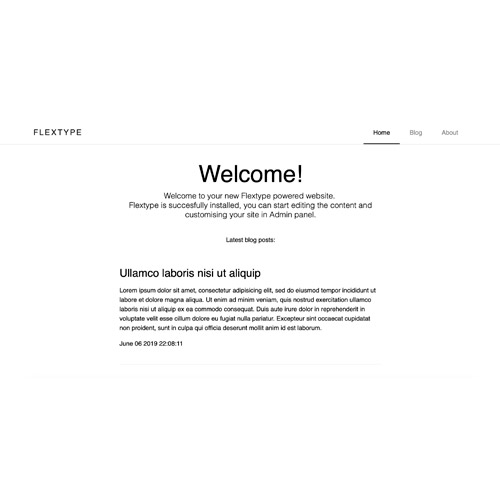 FLEXTYPE
Home Blog About
Welcome!
Welcome to your new Flextype powered website.
Flextype is succesfully installed, you can start editing the content and
customising your site in Admin panel.
Latest blog posts:
Ullamco laboris nisi ut aliquip
Lorem ipsum dolor sit amet, consectetur adipisicing elit, sed do eiusmod tempor incididunt ut
labore et dolore magna aliqua. Ut enim ad minim veniam, quis nostrud exercitation ullamco
laboris nisi ut aliquip ex ea commodo consequat. Duis aute irure dolor in reprehenderit in
voluptate velit esse cillum dolore eu fugiat nulla pariatur. Excepteur sint occaecat cupidatat
non proident, sunt in culpa qui officia deserunt mollit anim id est laborum.
June 06 2019 22:08:11